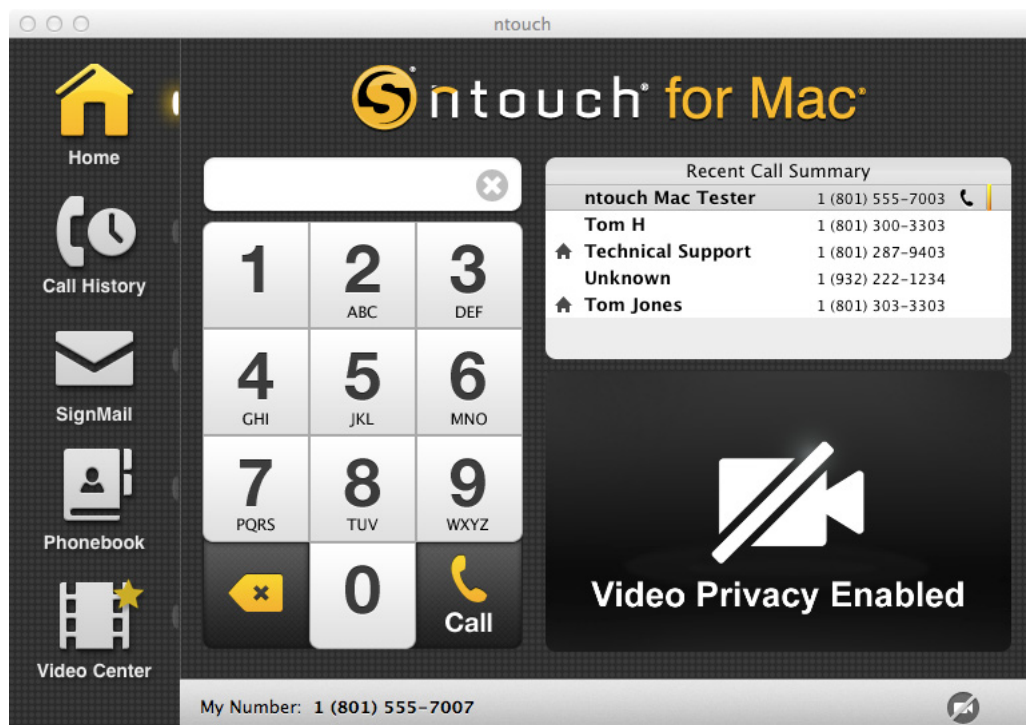 ntouch
ntouch® for Mac®
Home
Call History
SignMail
Phonebook
Video Center
1
2
ABC
3
DEF
4
GHI
5
JKL
6
MNO
7
PQRS
8
TUV
9
WXYZ
0
Call
Recent Call Summary
ntouch Mac Tester 1 (801) 555-7003
Tom H 1 (801) 300-3303
Technical Support 1 (801) 287-9403
Unknown 1 (932) 222-1234
Tom Jones 1 (801) 303-3303
Video Privacy Enabled
My Number: 1 (801) 555-7007